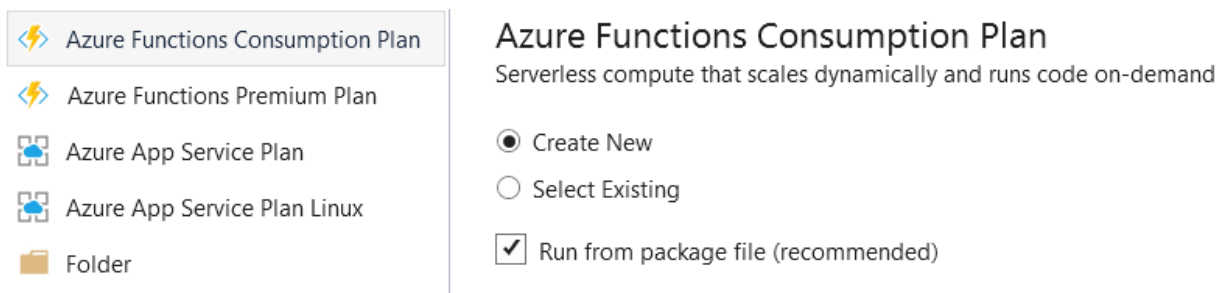 Azure Functions Consumption Plan
Azure Functions Premium Plan
Azure App Service Plan
Azure App Service Plan Linux
Folder
Azure Functions Consumption Plan
Serverless compute that scales dynamically and runs code on-demand
Create New
Select Existing
Run from package file (recommended)